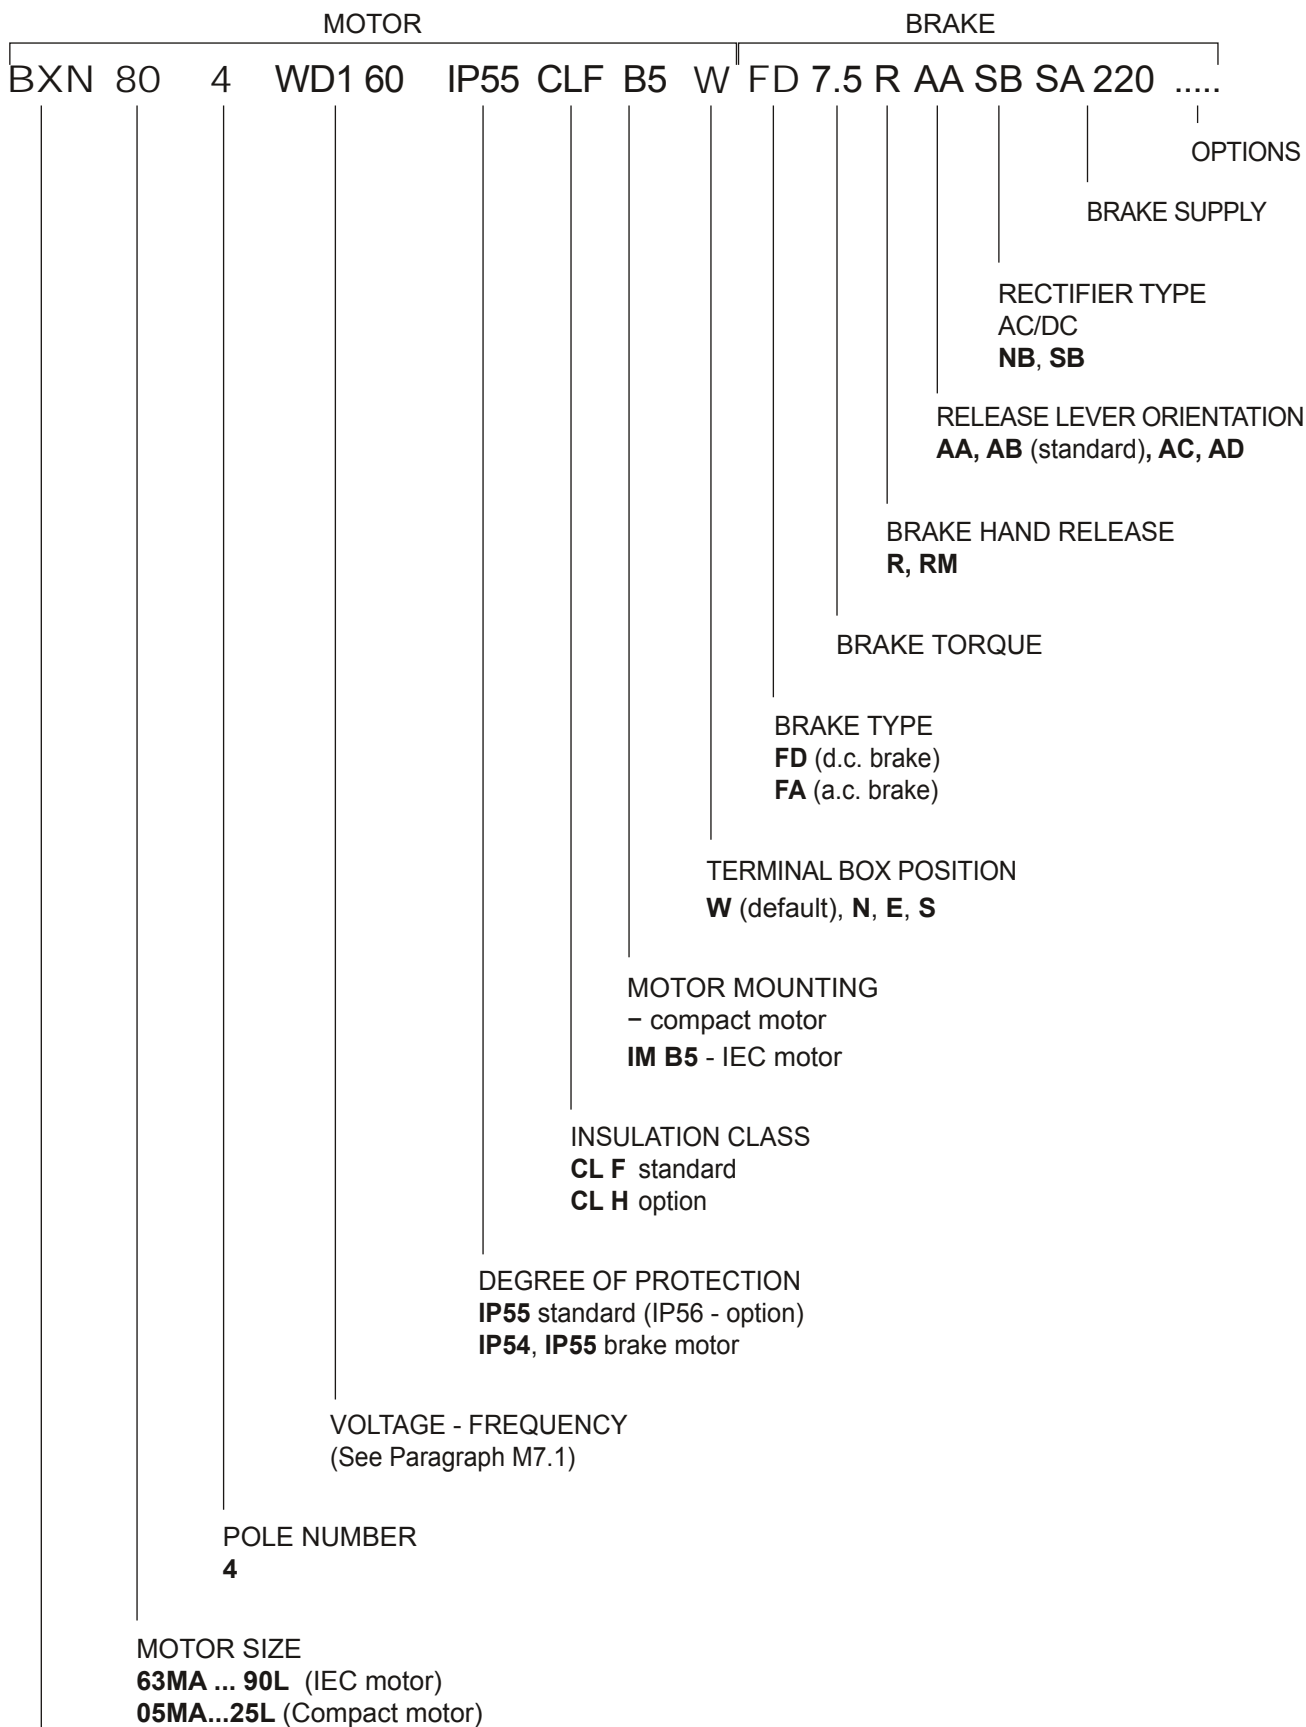 MOTOR BRAKE
BXN 80 4 WD1 60 IP55 CLF B5 W FD 7.5 R AA SB SA 220 .....
OPTIONS
BRAKE SUPPLY
RECTIFIER TYPE
AC/DC
NB, SB
RELEASE LEVER ORIENTATION
AA, AB (standard), AC, AD
BRAKE HAND RELEASE
R, RM
BRAKE TORQUE
BRAKE TYPE
FD (d.c. brake)
FA (a.c. brake)
TERMINAL BOX POSITION
W (default), N, E, S
MOTOR MOUNTING
− compact motor
IM B5 - IEC motor
INSULATION CLASS
CL F standard
CL H option
DEGREE OF PROTECTION
IP55 standard (IP56 - option)
IP54, IP55 brake motor
VOLTAGE - FREQUENCY
(See Paragraph M7.1)
POLE NUMBER
4
MOTOR SIZE
63MA ... 90L (IEC motor)
05MA...25L (Compact motor)